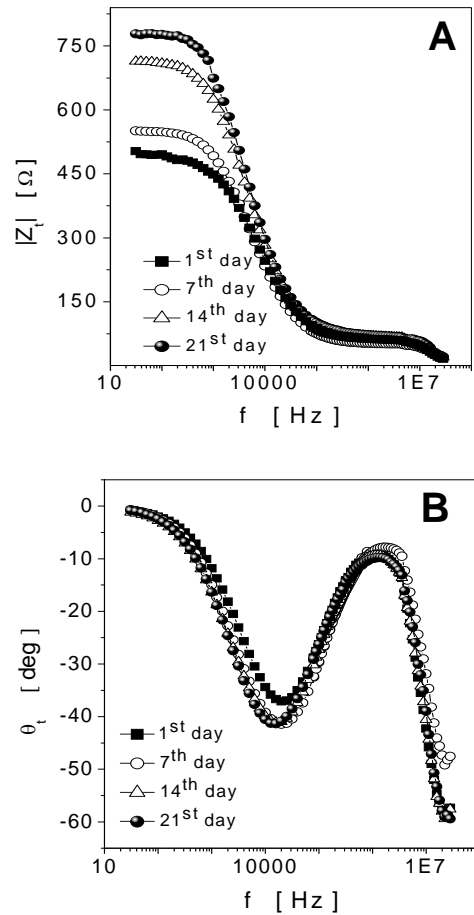 A
|Z_t| [Ω]
750
600
450
300
150
1st day
7th day
14th day
21st day
10 10000 1E7
f [Hz]
B
θ_t [deg]
0
-10
-20
-30
-40
-50
-60
1st day
7th day
14th day
21st day
10 10000 1E7
f [Hz]